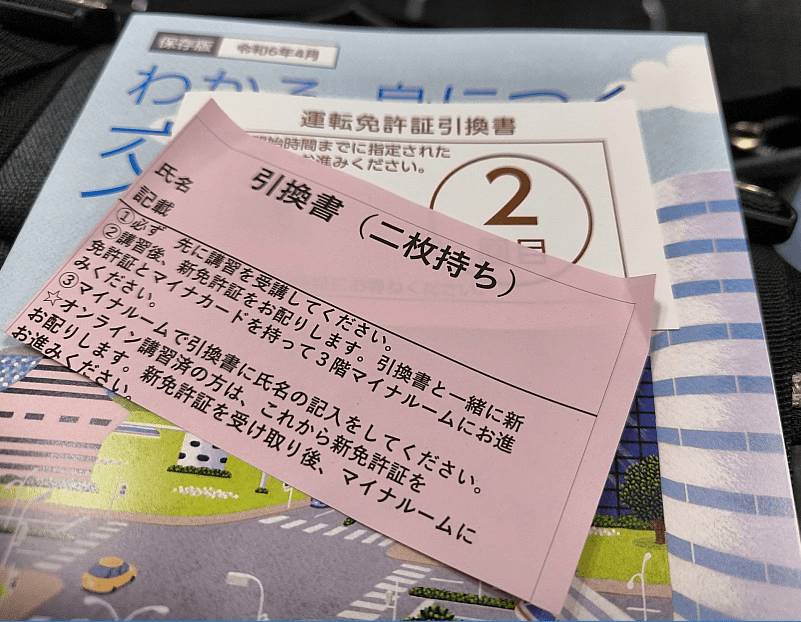 保存版 令和6年4月
わかる 身につく
運転免許証引換書
開始時間までに指定された
お進みください。
2
引換書（二枚持ち）
氏名
記載
①必ず 先に講習を受講してください。
②講習後、新免許証をお配りします。引換書と一緒に新
免許証とマイナカードを持って３階マイナルームにお進
みください。
③マイナルームで引換書に氏名の記入をしてください。
☆オンライン講習済の方は、これから新免許証を
お配りします。新免許証を受け取り後、マイナルームに
お進みください。